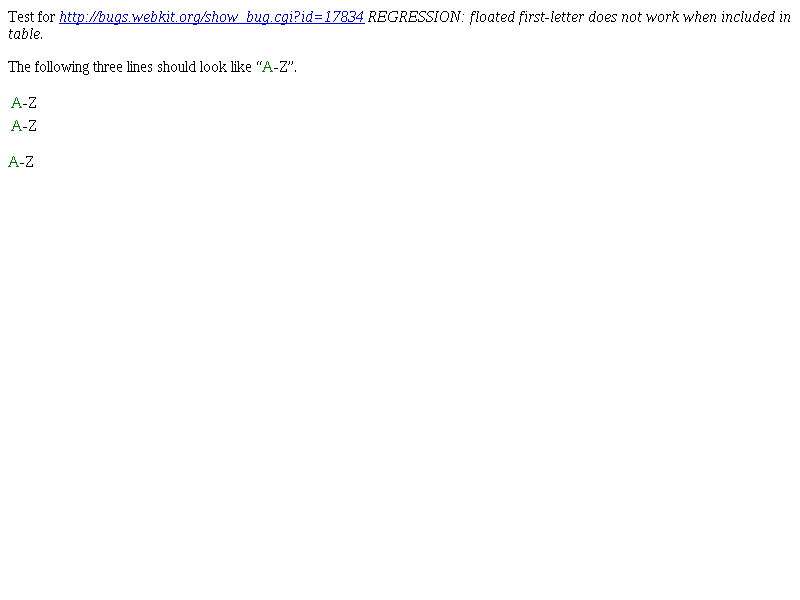 Test for http://bugs.webkit.org/show_bug.cgi?id=17834 REGRESSION: floated first-letter does not work when included in
table.
The following three lines should look like “A-Z”.
A-Z
A-Z
A-Z